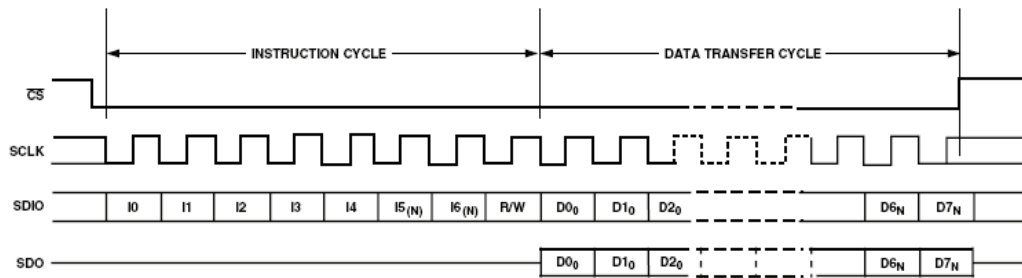 INSTRUCTION CYCLE DATA TRANSFER CYCLE
CS
SCLK
SDIO I0 I1 I2 I3 I4 I5(N) I6(N) R/W D00 D10 D20 D6N D7N
SDO D00 D10 D20 D6N D7N